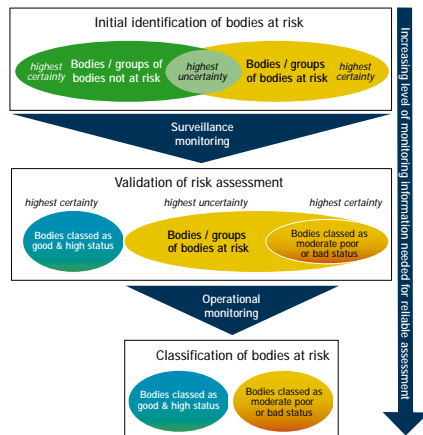 Initial identification of bodies at risk
highest
certainty
Bodies / groups of
bodies not at risk
highest
uncertainty
Bodies / groups
of bodies at risk
highest
certainty
Surveillance
monitoring
Validation of risk assessment
highest certainty
highest uncertainty
highest certainty
Bodies classed as
good & high status
Bodies / groups
of bodies at risk
Bodies classed as
moderate poor
or bad status
Operational
monitoring
Classification of bodies at risk
Bodies classed as
good & high status
Bodies classed as
moderate poor
or bad status
Increasing level of monitoring information needed for reliable assessment